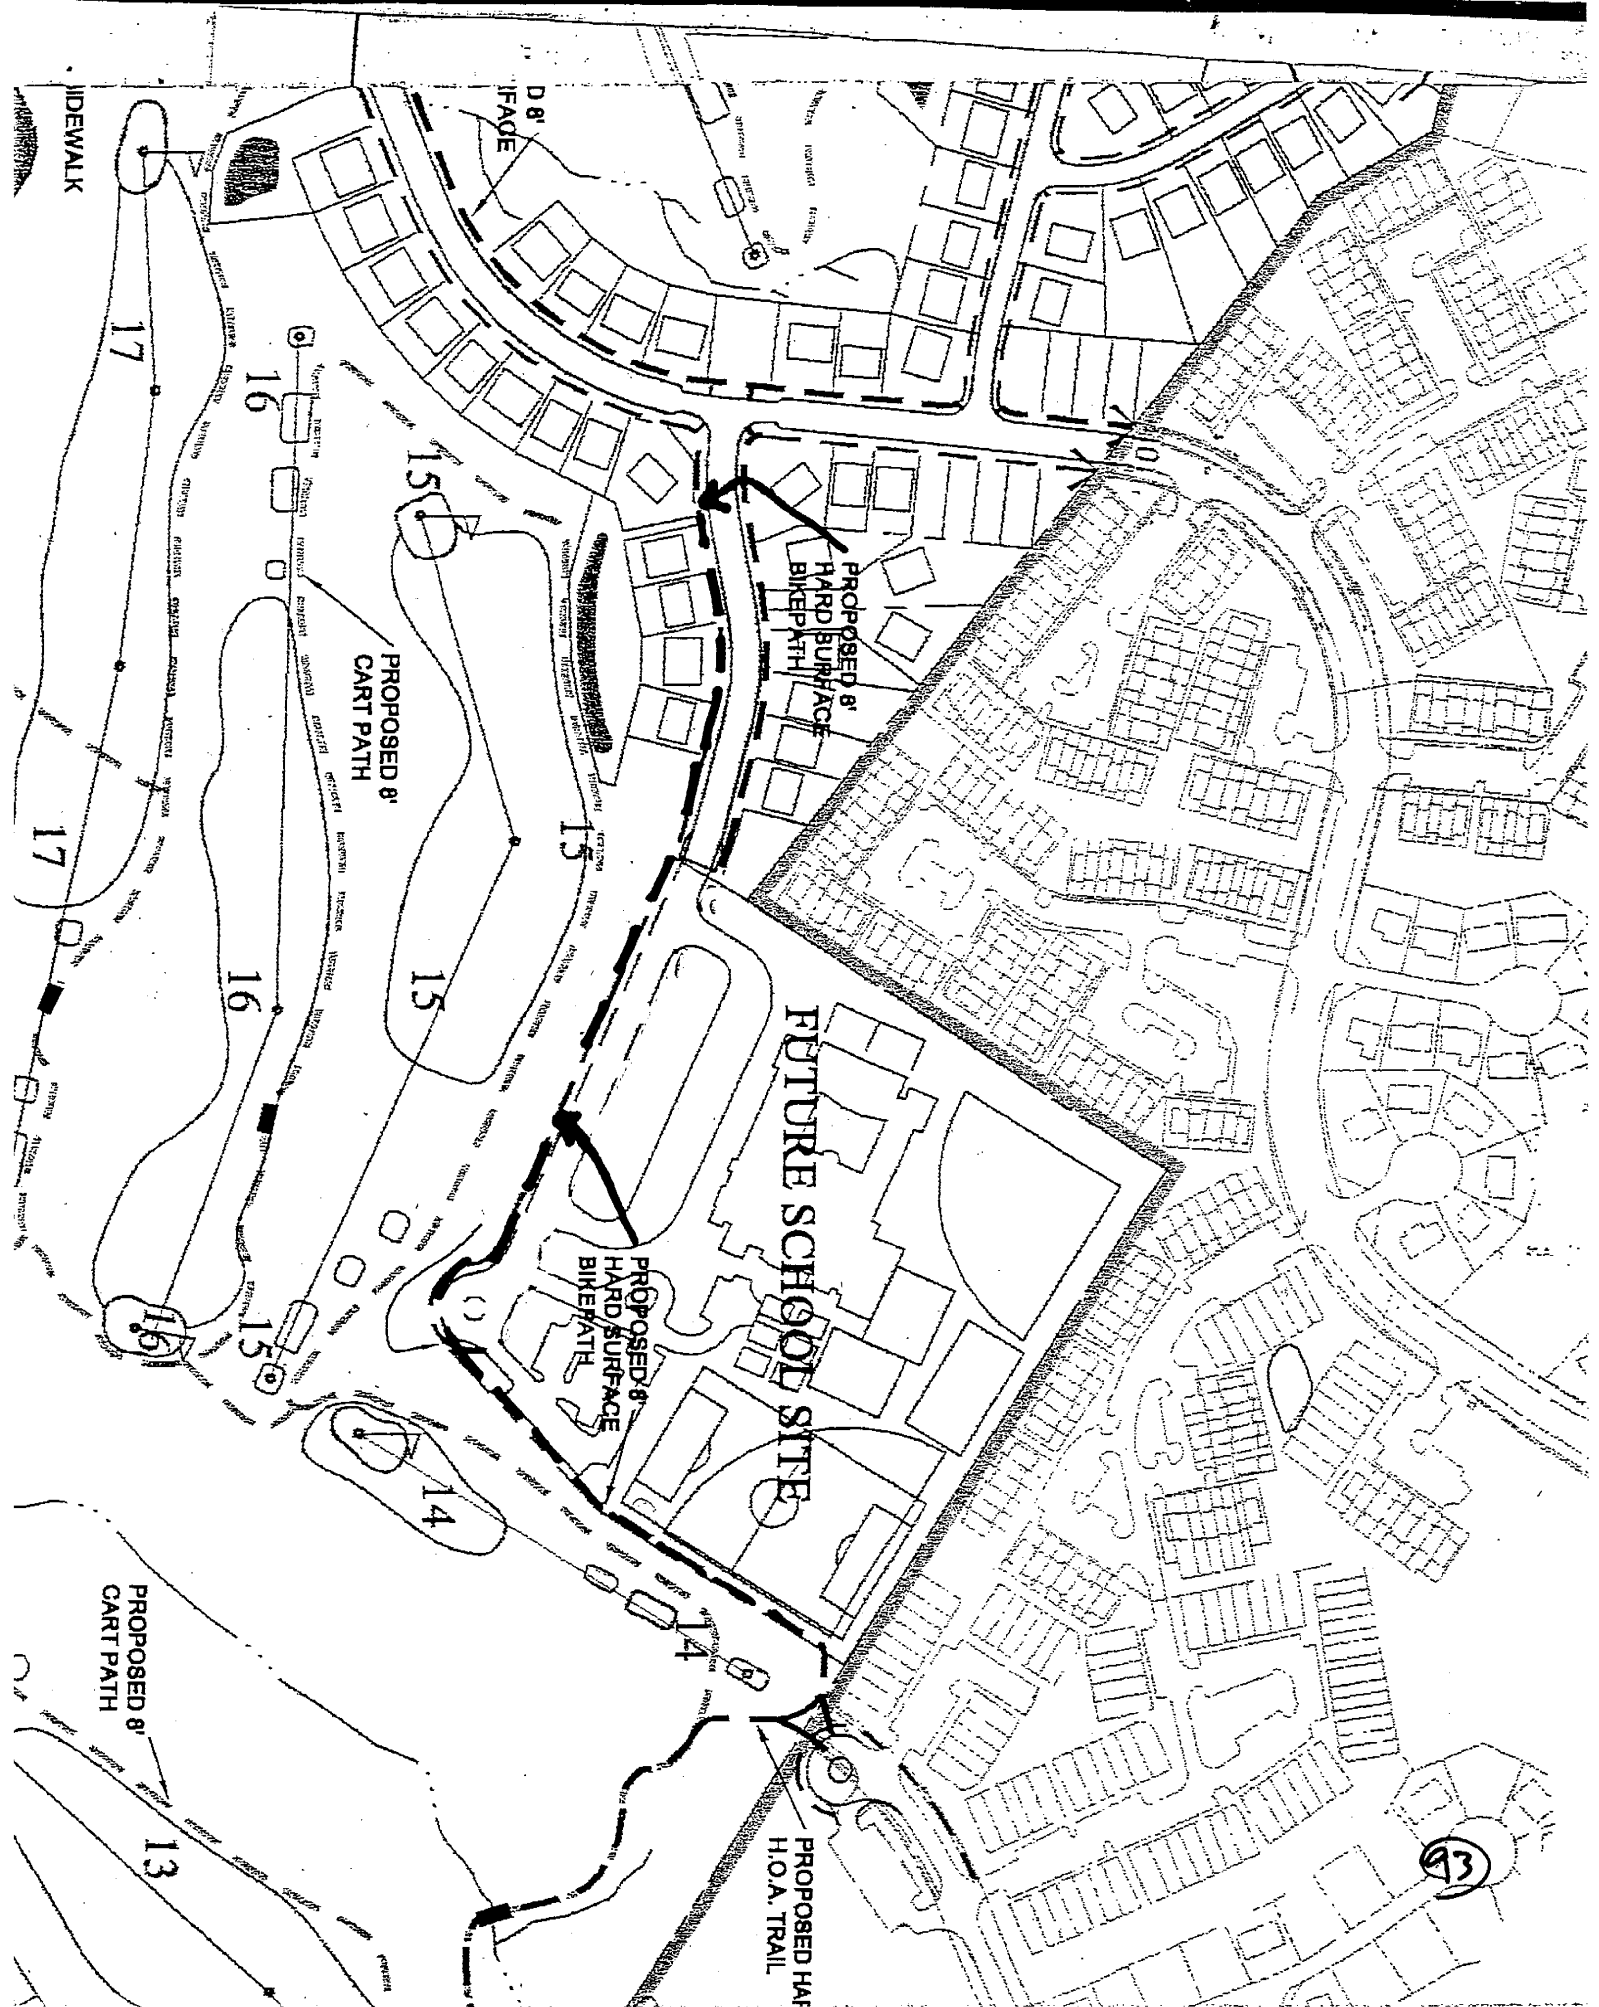 IDEWALK
D 8'
FACE
17
16
15
PROPOSED 8'
HARD SURFACE
BIKEPATH
PROPOSED 8'
CART PATH
15
17
16
15
FUTURE SCHOOL SITE
PROPOSED 8'
HARD SURFACE
BIKEPATH
16
15
14
14
PROPOSED 8'
CART PATH
13
PROPOSED HAR
H.O.A. TRAIL
93